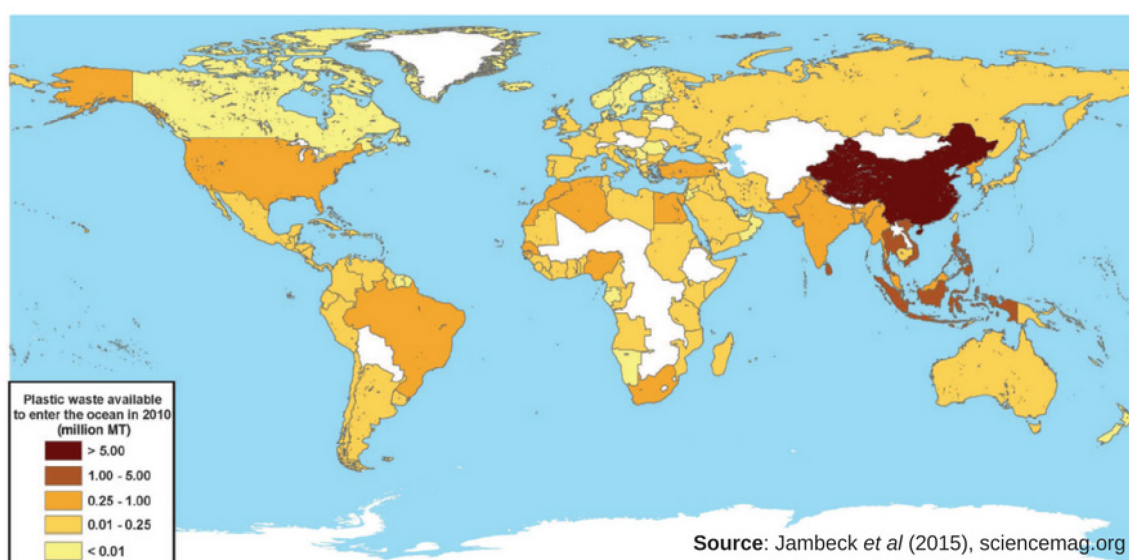 Plastic waste available
to enter the ocean in 2010
(million MT)
> 5.00
1.00 - 5.00
0.25 - 1.00
0.01 - 0.25
< 0.01
Source: Jambeck et al (2015), sciencemag.org